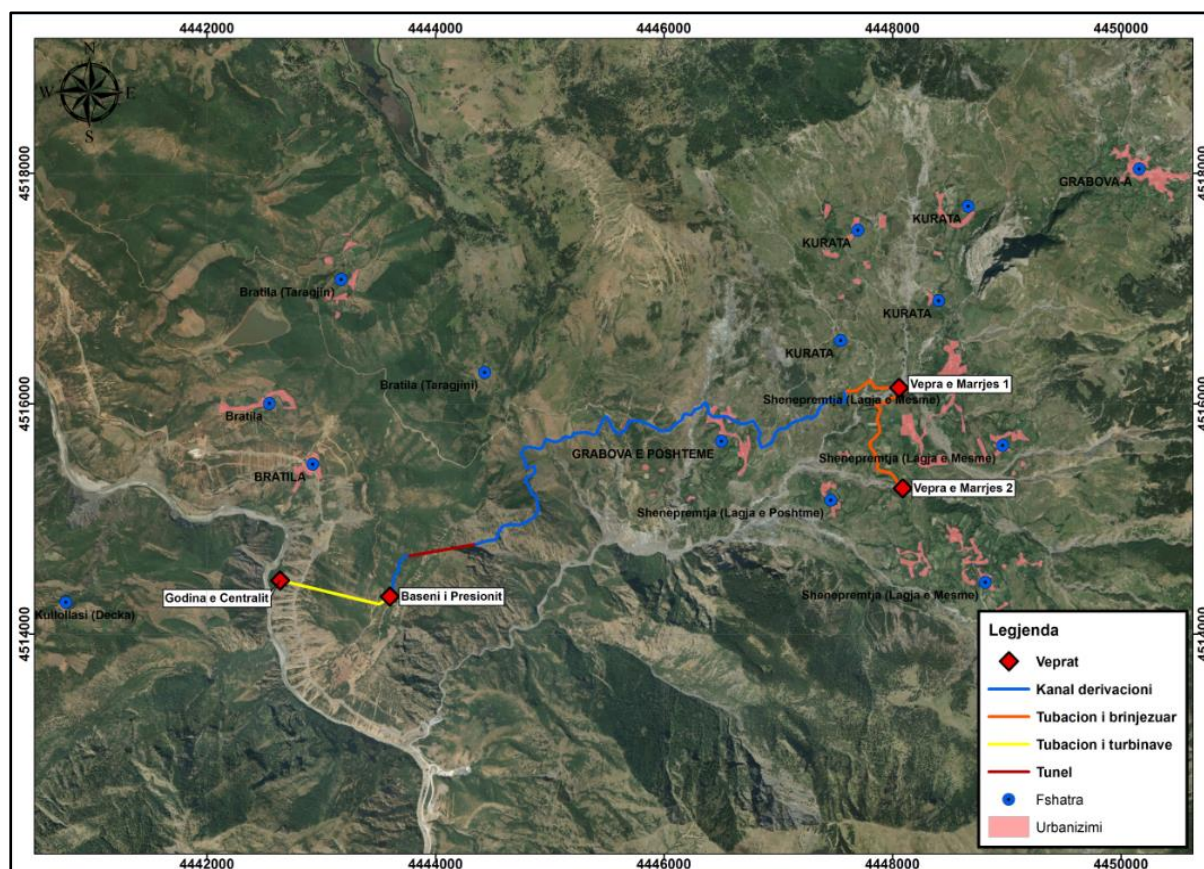 4442000 4444000 4446000 4448000 4450000
N
W E
S
4518000
4518000
GRABOVA-A
KURATA
KURATA
Bratila (Taragjin)
KURATA
KURATA
Bratila (Taragjini)
Vepra e Marrjes 1
4516000
4516000
Shenepremtja (Lagja e Mesme)
Bratila
GRABOVA E POSHTEME
Shenepremtja (Lagja e Mesme)
BRATILA
Vepra e Marrjes 2
Shenepremtja (Lagja e Poshtme)
Godina e Centralit
Baseni i Presionit
Shenepremtja (Lagja e Mesme)
Kullollasi (Decka)
4514000
4514000
Legjenda
Veprat
Kanal derivacioni
Tubacion i brinjezuar
Tubacion i turbinave
Tunel
Fshatra
Urbanizimi
4442000 4444000 4446000 4448000 4450000